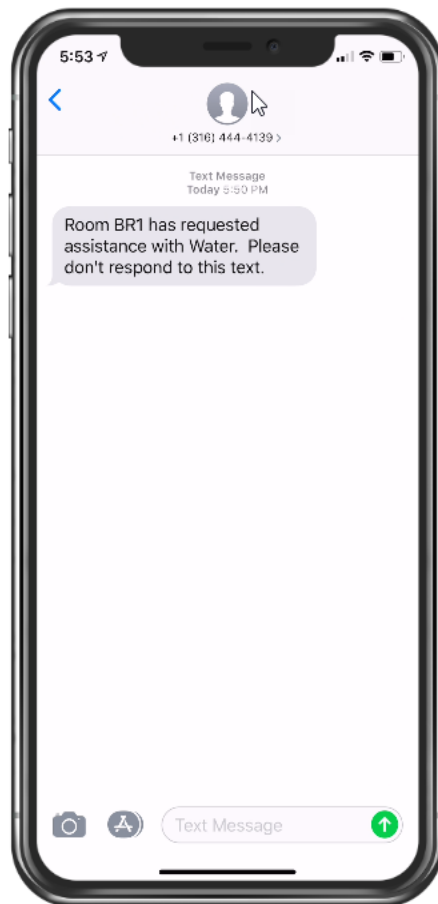 5:53
+1 (316) 444-4139 >
Text Message
Today 5:50 PM
Room BR1 has requested
assistance with Water.  Please
don't respond to this text.
Text Message